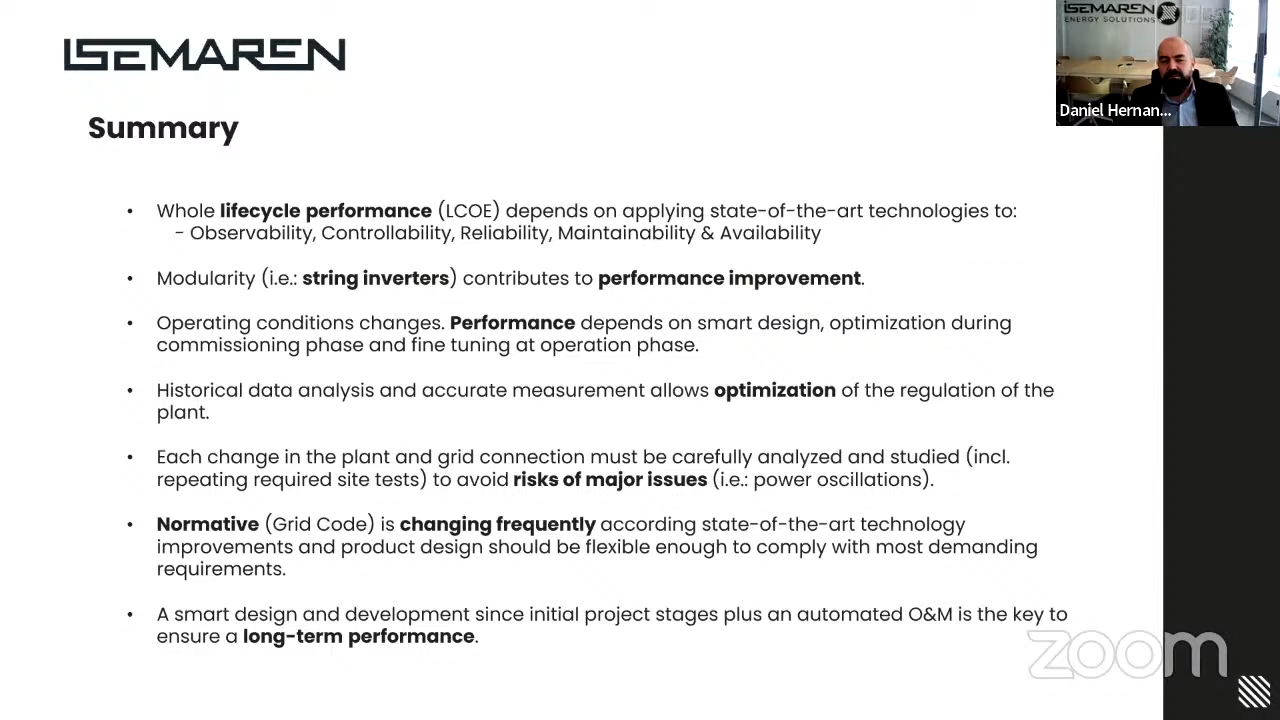 ISEMAREN
ISEMAREN
ENERGY SOLUTIONS
Daniel Hernan...
Summary
• Whole lifecycle performance (LCOE) depends on applying state-of-the-art technologies to:
- Observability, Controllability, Reliability, Maintainability & Availability
• Modularity (i.e.: string inverters) contributes to performance improvement.
• Operating conditions changes. Performance depends on smart design, optimization during
commissioning phase and fine tuning at operation phase.
• Historical data analysis and accurate measurement allows optimization of the regulation of the
plant.
• Each change in the plant and grid connection must be carefully analyzed and studied (incl.
repeating required site tests) to avoid risks of major issues (i.e.: power oscillations).
• Normative (Grid Code) is changing frequently according state-of-the-art technology
improvements and product design should be flexible enough to comply with most demanding
requirements.
• A smart design and development since initial project stages plus an automated O&M is the key to
ensure a long-term performance.
zoom